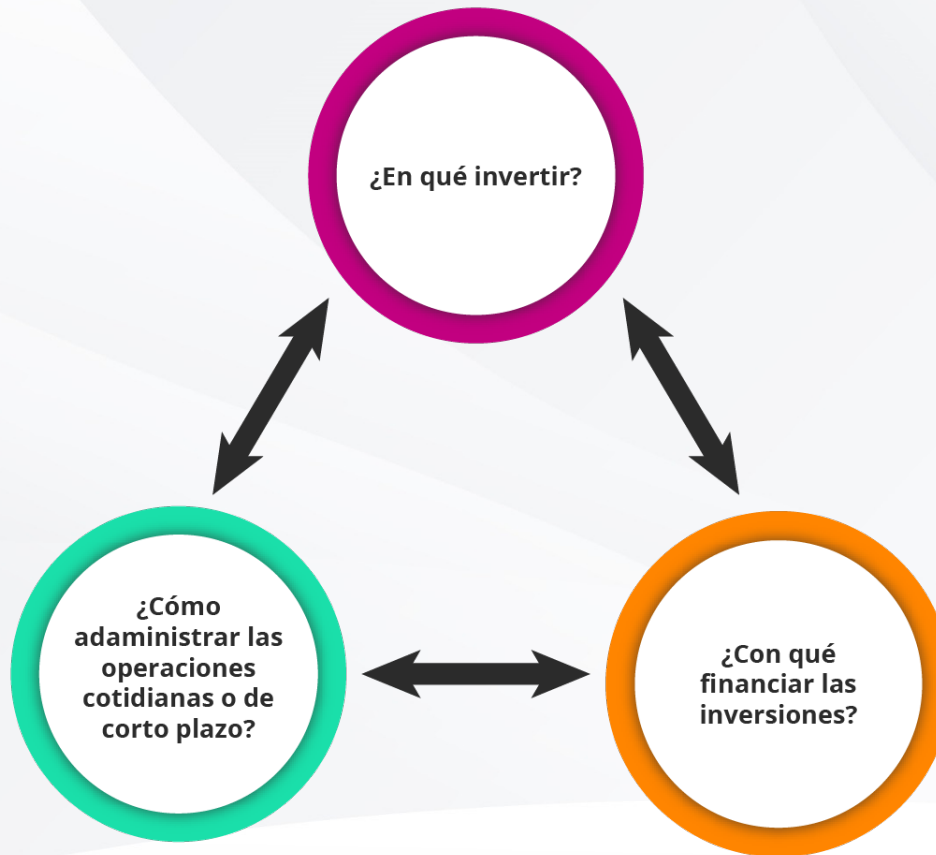 ¿En qué invertir?
¿Cómo
adaministrar las
operaciones
cotidianas o de
corto plazo?
¿Con qué
financiar las
inversiones?